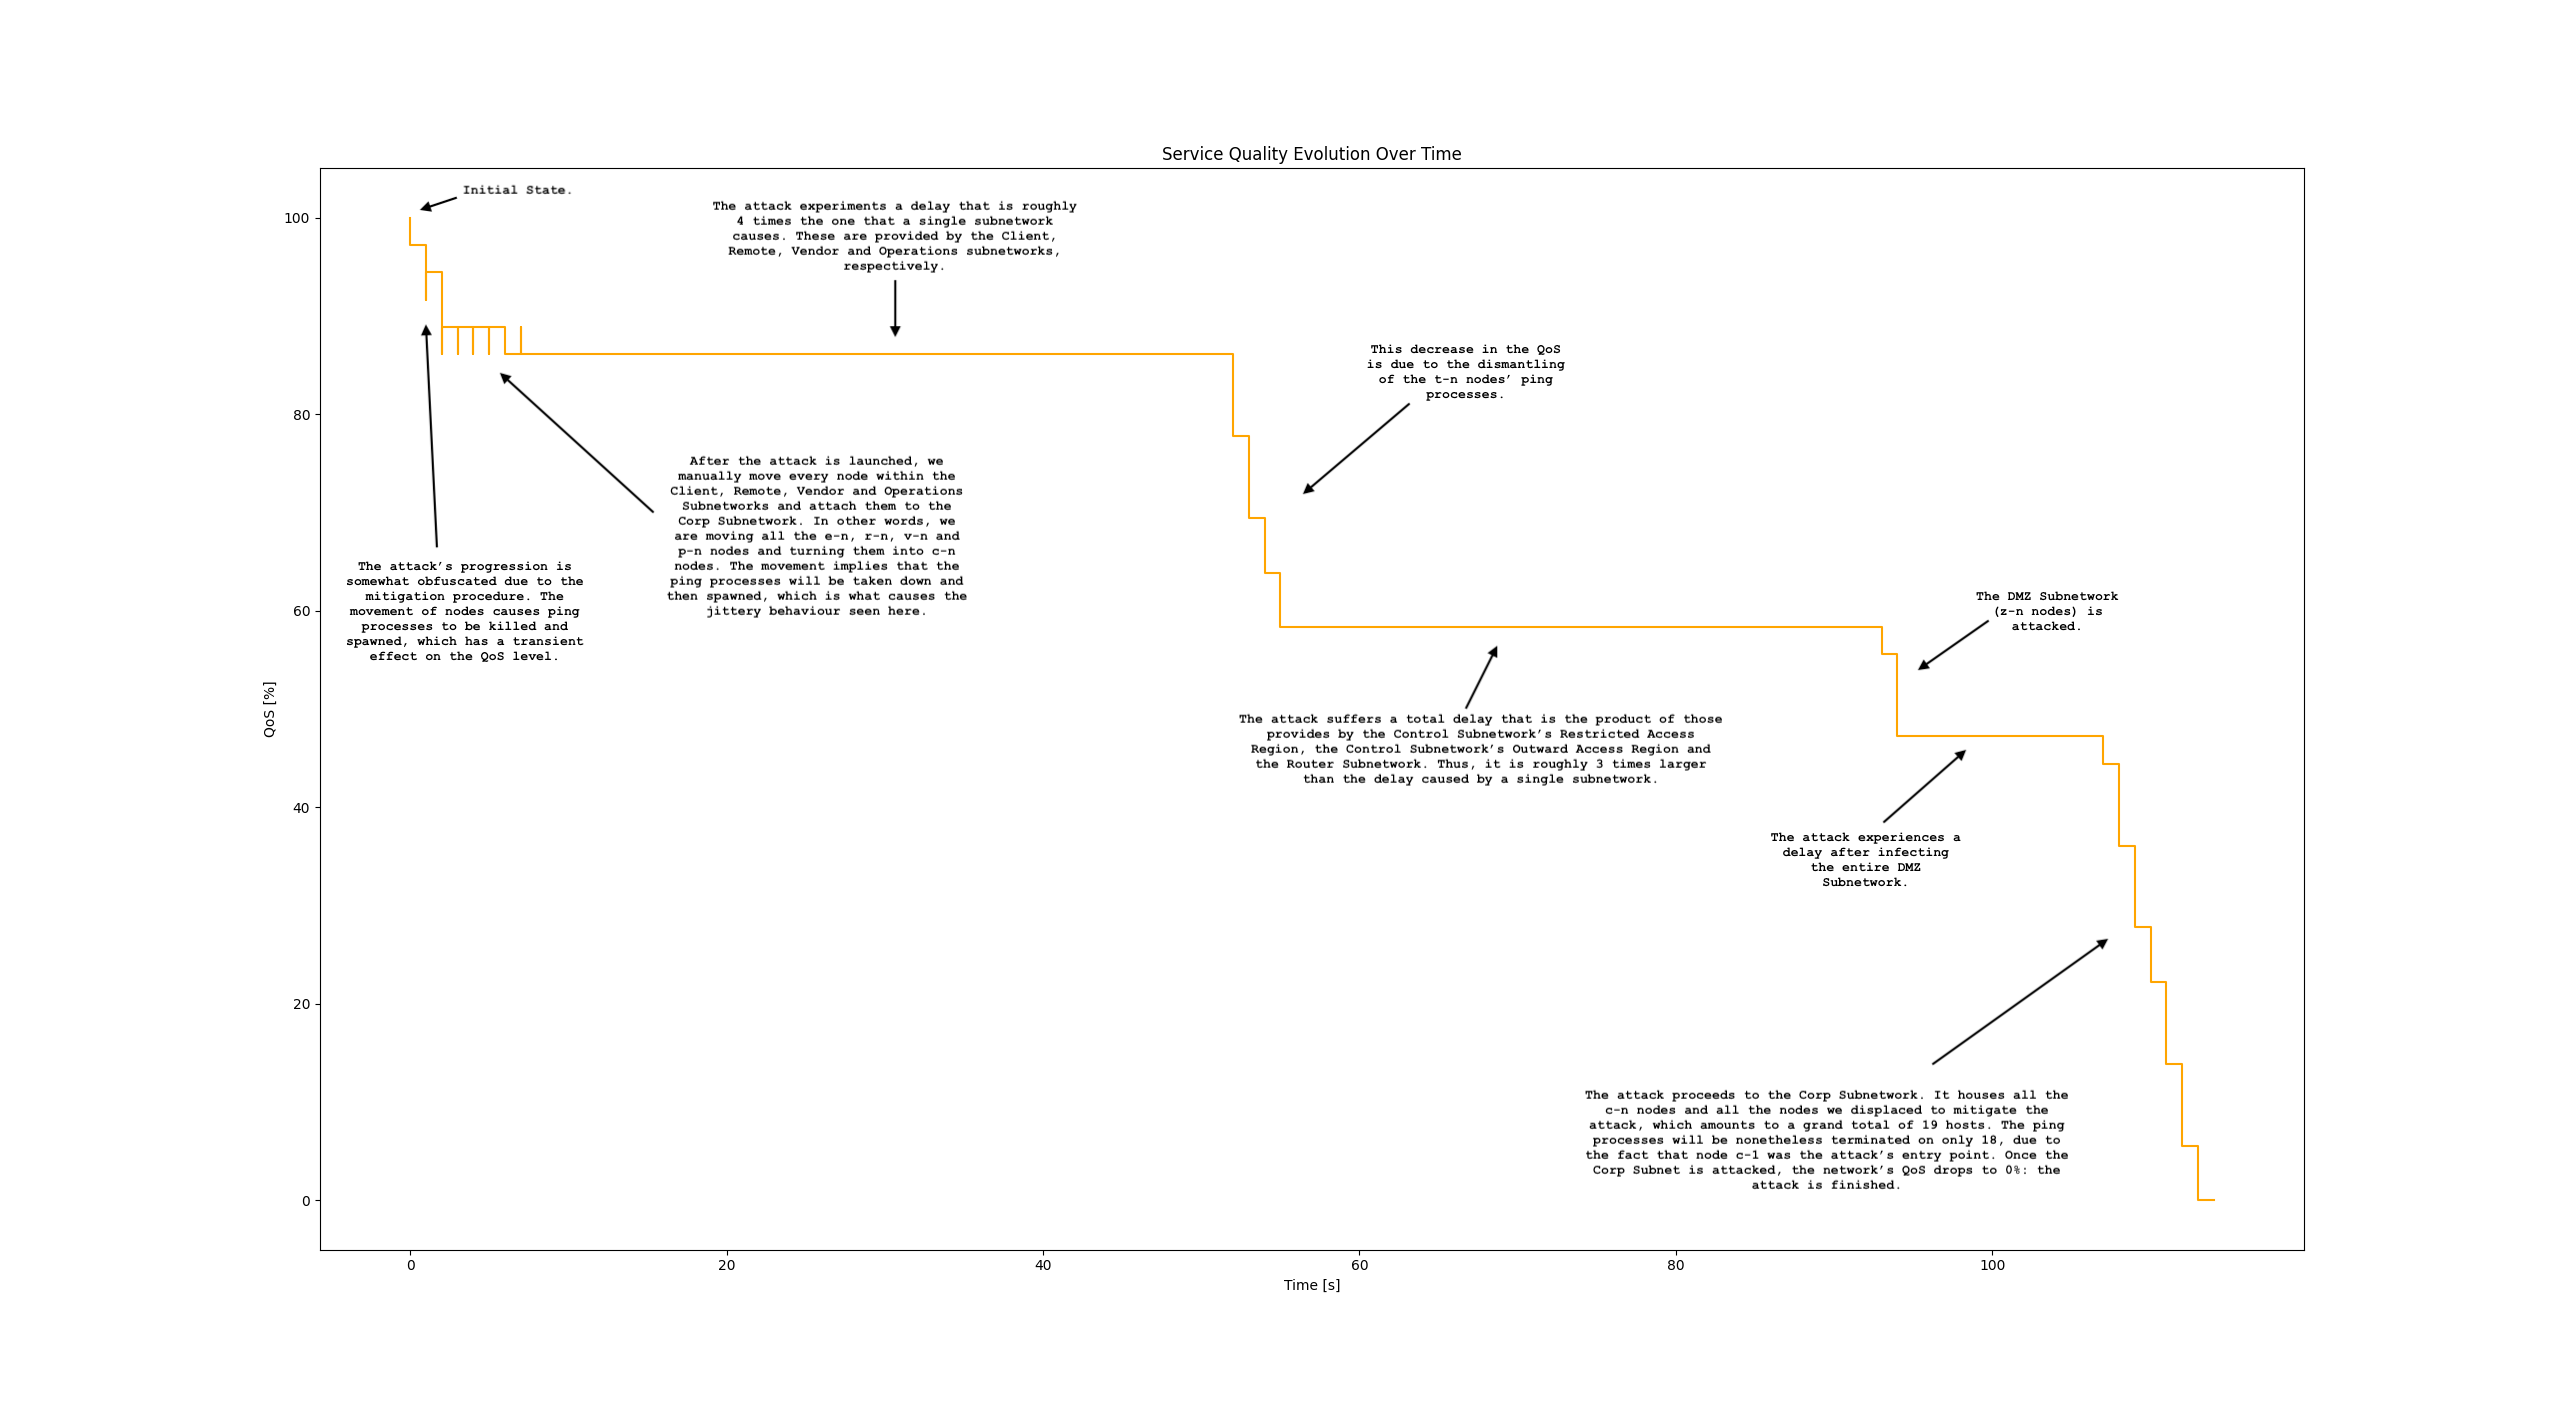 Service Quality Evolution Over Time
Initial State.
The attack experiments a delay that is roughly
4 times the one that a single subnetwork
causes. These are provided by the Client,
Remote, Vendor and Operations subnetworks,
respectively.
This decrease in the QoS
is due to the dismantling
of the t-n nodes’ ping
processes.
After the attack is launched, we
manually move every node within the
Client, Remote, Vendor and Operations
Subnetworks and attach them to the
Corp Subnetwork. In other words, we
are moving all the e-n, r-n, v-n and
p-n nodes and turning them into c-n
nodes. The movement implies that the
ping processes will be taken down and
then spawned, which is what causes the
jittery behaviour seen here.
The attack’s progression is
somewhat obfuscated due to the
mitigation procedure. The
movement of nodes causes ping
processes to be killed and
spawned, which has a transient
effect on the QoS level.
The DMZ Subnetwork
(z-n nodes) is
attacked.
The attack suffers a total delay that is the product of those
provides by the Control Subnetwork’s Restricted Access
Region, the Control Subnetwork’s Outward Access Region and
the Router Subnetwork. Thus, it is roughly 3 times larger
than the delay caused by a single subnetwork.
The attack experiences a
delay after infecting
the entire DMZ
Subnetwork.
The attack proceeds to the Corp Subnetwork. It houses all the
c-n nodes and all the nodes we displaced to mitigate the
attack, which amounts to a grand total of 19 hosts. The ping
processes will be nonetheless terminated on only 18, due to
the fact that node c-1 was the attack’s entry point. Once the
Corp Subnet is attacked, the network’s QoS drops to 0%: the
attack is finished.
QoS [%]
100
80
60
40
20
0
0 20 40 60 80 100
Time [s]